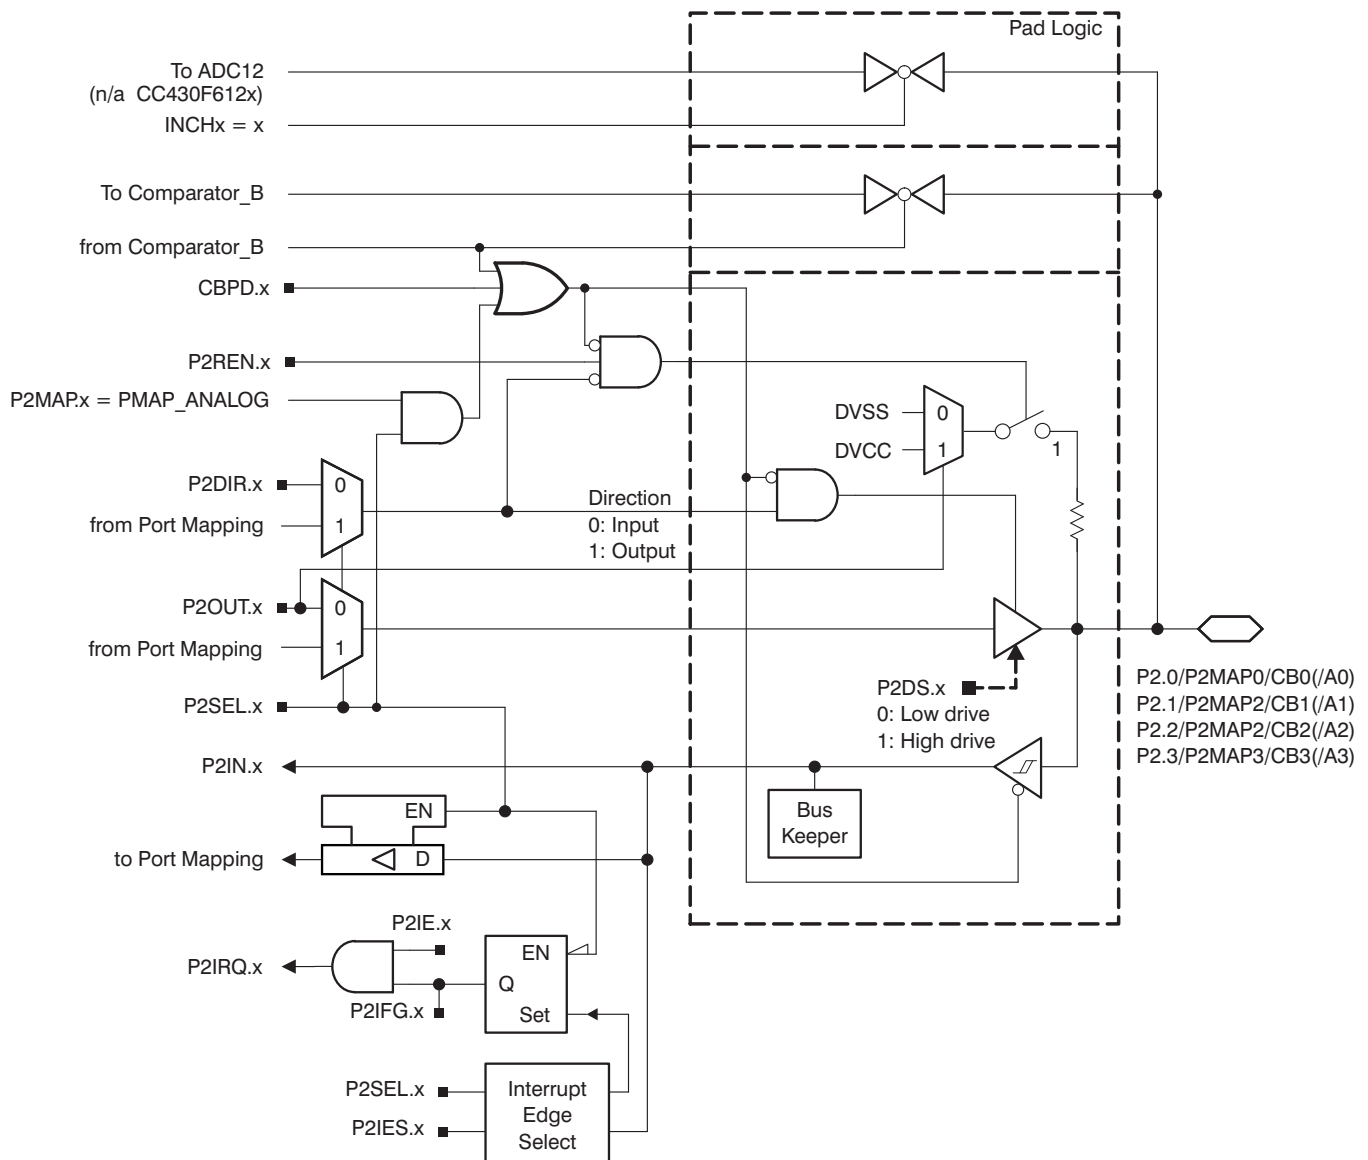 Pad Logic
To ADC12
(n/a CC430F612x)
INCHx = x
To Comparator_B
from Comparator_B
CBPD.x
P2REN.x
P2MAP.x = PMAP_ANALOG
DVSS
0
DVCC
1
1
P2DIR.x
0
from Port Mapping
1
Direction
0: Input
1: Output
P2OUT.x
0
from Port Mapping
1
P2SEL.x
P2DS.x
0: Low drive
1: High drive
P2.0/P2MAP0/CB0(/A0)
P2.1/P2MAP2/CB1(/A1)
P2.2/P2MAP2/CB2(/A2)
P2.3/P2MAP3/CB3(/A3)
P2IN.x
Bus
Keeper
EN
to Port Mapping
D
P2IE.x
P2IRQ.x
EN
Q
P2IFG.x
Set
P2SEL.x
P2IES.x
Interrupt
Edge
Select